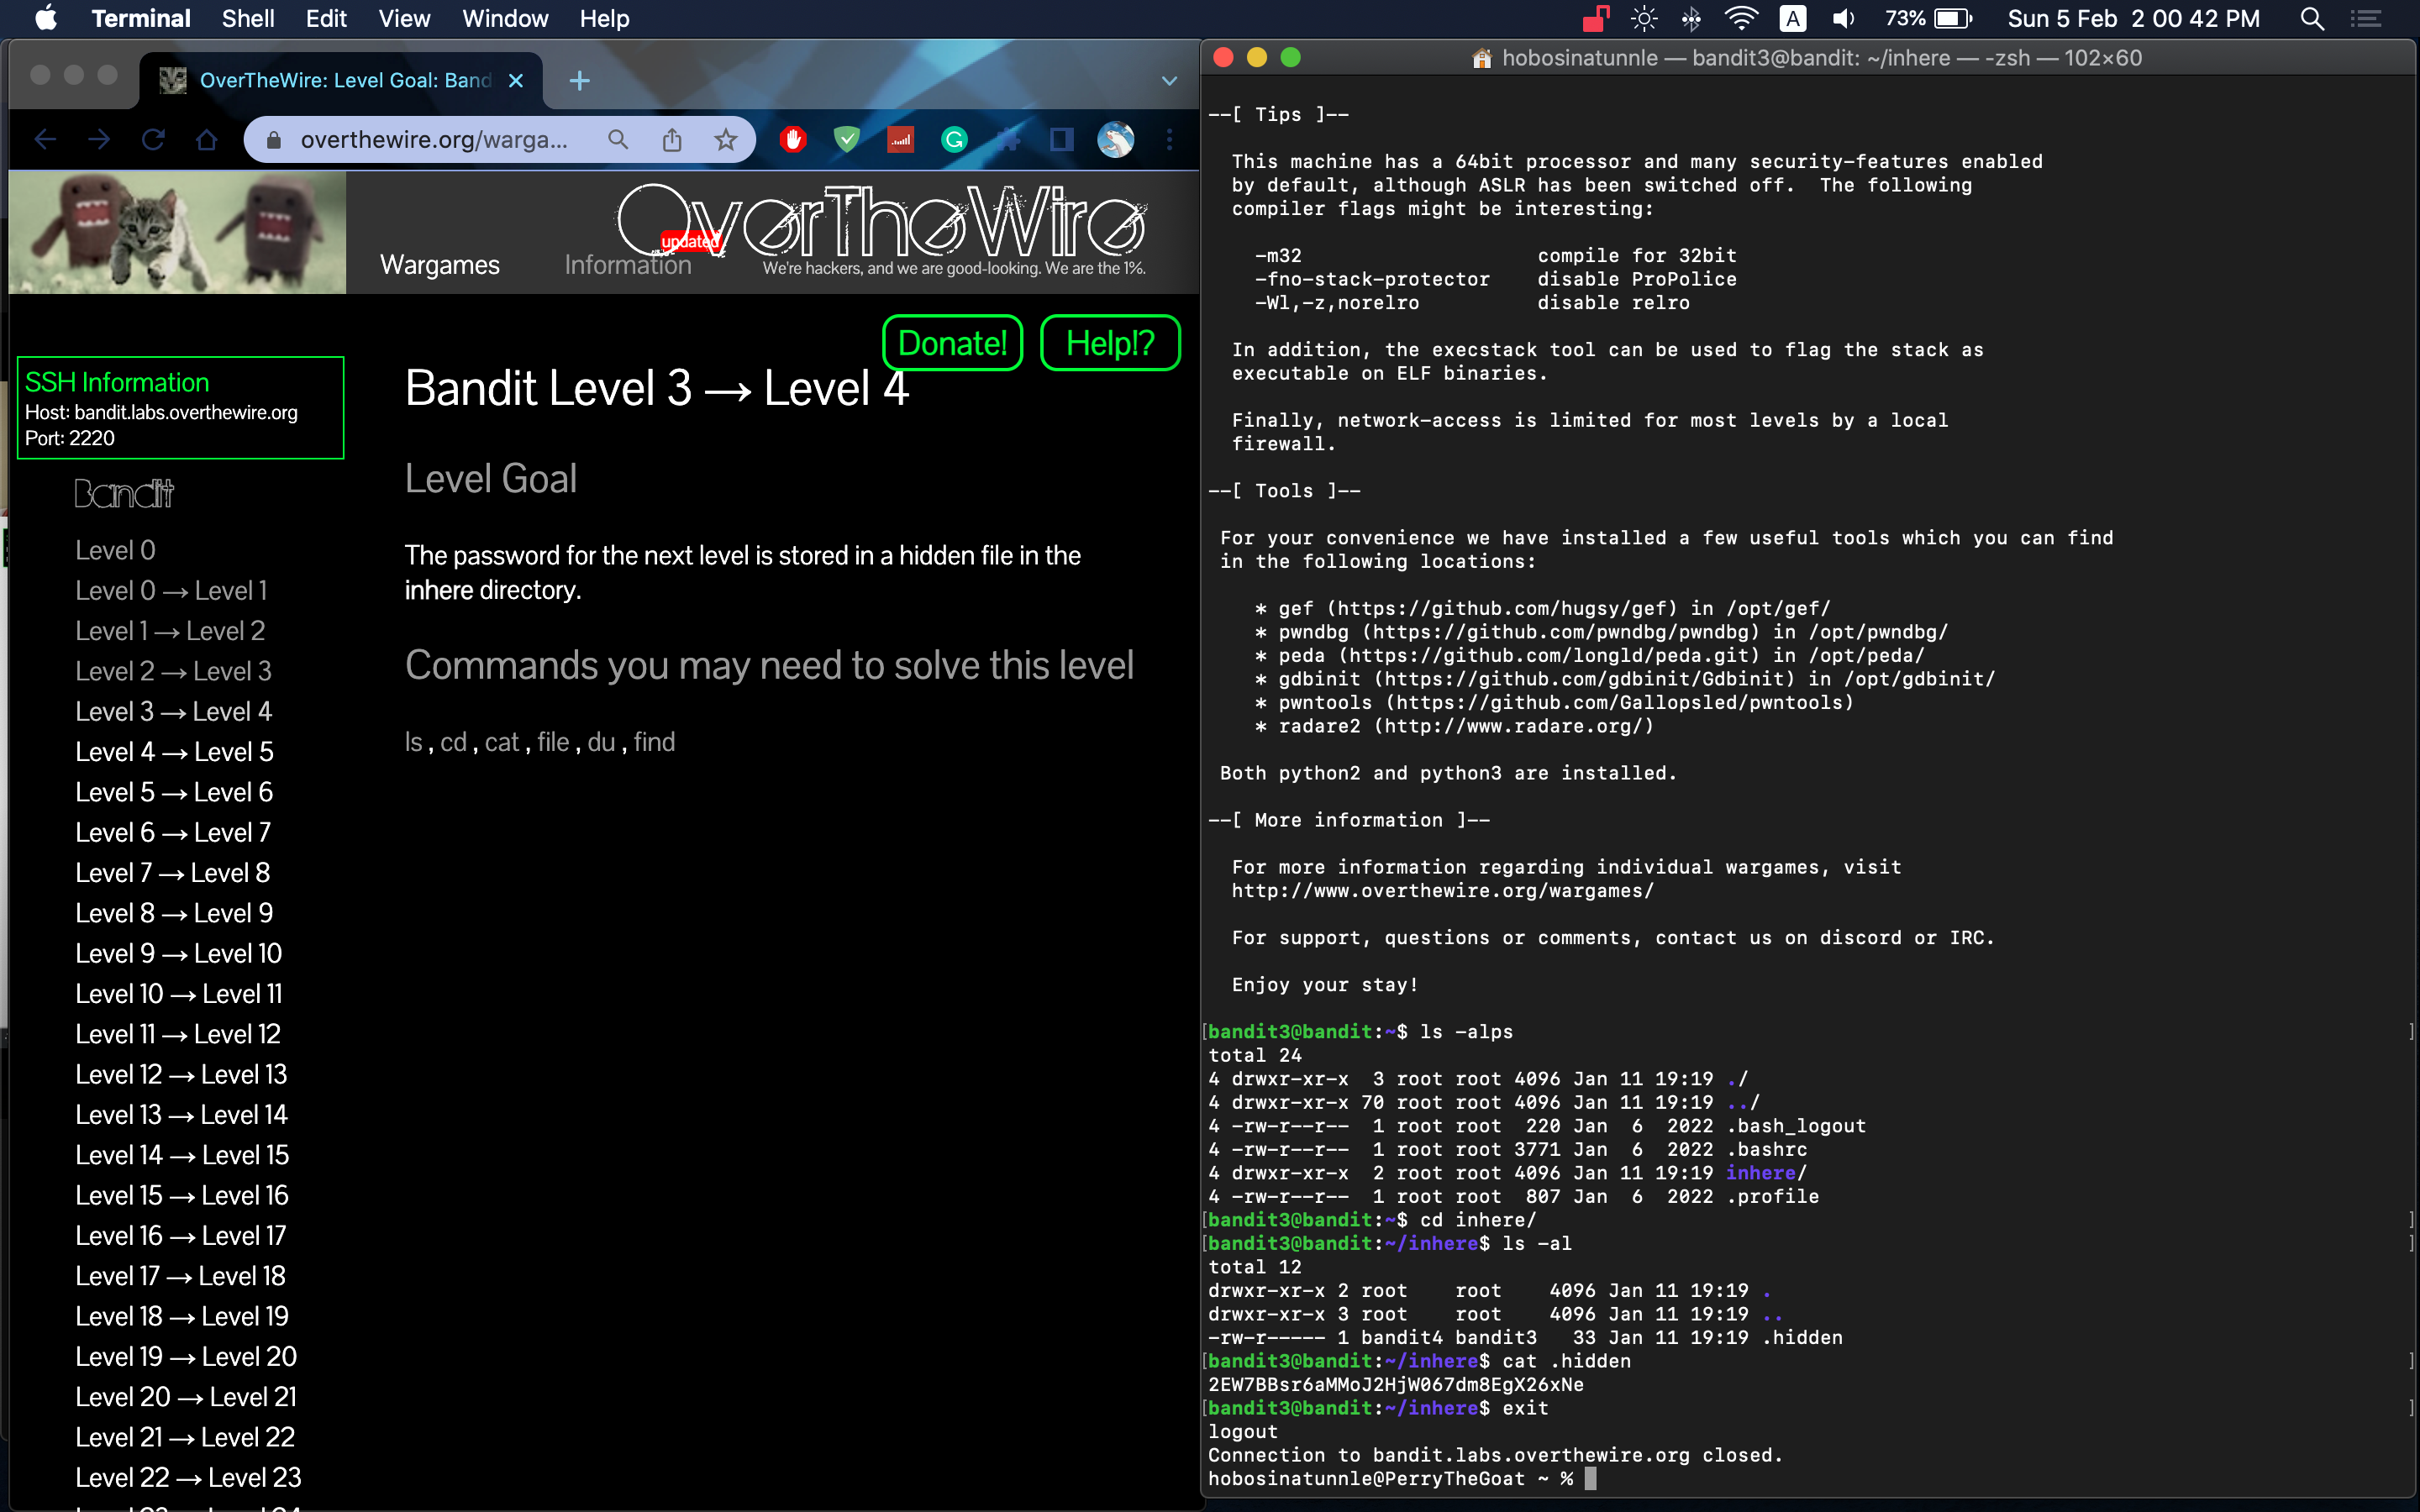 Terminal Shell Edit View Window Help
A 73% Sun 5 Feb 2 00 42 PM
OverTheWire: Level Goal: Band
overthewire.org/warga...
OverTheWire
updated
Wargames Information We're hackers, and we are good-looking. We are the 1%.
Donate! Help!?
SSH Information
Host: bandit.labs.overthewire.org
Port: 2220
Bandit
Level 0
Level 0 → Level 1
Level 1 → Level 2
Level 2 → Level 3
Level 3 → Level 4
Level 4 → Level 5
Level 5 → Level 6
Level 6 → Level 7
Level 7 → Level 8
Level 8 → Level 9
Level 9 → Level 10
Level 10 → Level 11
Level 11 → Level 12
Level 12 → Level 13
Level 13 → Level 14
Level 14 → Level 15
Level 15 → Level 16
Level 16 → Level 17
Level 17 → Level 18
Level 18 → Level 19
Level 19 → Level 20
Level 20 → Level 21
Level 21 → Level 22
Level 22 → Level 23
Bandit Level 3 → Level 4
Level Goal
The password for the next level is stored in a hidden file in the
inhere directory.
Commands you may need to solve this level
ls , cd , cat , file , du , find
hobosinatunnle — bandit3@bandit: ~/inhere — -zsh — 102×60
--[ Tips ]--
This machine has a 64bit processor and many security-features enabled
by default, although ASLR has been switched off.  The following
compiler flags might be interesting:
-m32                    compile for 32bit
-fno-stack-protector    disable ProPolice
-Wl,-z,norelro          disable relro
In addition, the execstack tool can be used to flag the stack as
executable on ELF binaries.
Finally, network-access is limited for most levels by a local
firewall.
--[ Tools ]--
For your convenience we have installed a few useful tools which you can find
in the following locations:
* gef (https://github.com/hugsy/gef) in /opt/gef/
* pwndbg (https://github.com/pwndbg/pwndbg) in /opt/pwndbg/
* peda (https://github.com/longld/peda.git) in /opt/peda/
* gdbinit (https://github.com/gdbinit/Gdbinit) in /opt/gdbinit/
* pwntools (https://github.com/Gallopsled/pwntools)
* radare2 (http://www.radare.org/)
Both python2 and python3 are installed.
--[ More information ]--
For more information regarding individual wargames, visit
http://www.overthewire.org/wargames/
For support, questions or comments, contact us on discord or IRC.
Enjoy your stay!
[bandit3@bandit:~$ ls -alps ]
total 24
4 drwxr-xr-x  3 root root 4096 Jan 11 19:19 ./
4 drwxr-xr-x 70 root root 4096 Jan 11 19:19 ../
4 -rw-r--r--  1 root root  220 Jan  6  2022 .bash_logout
4 -rw-r--r--  1 root root 3771 Jan  6  2022 .bashrc
4 drwxr-xr-x  2 root root 4096 Jan 11 19:19 inhere/
4 -rw-r--r--  1 root root  807 Jan  6  2022 .profile
[bandit3@bandit:~$ cd inhere/ ]
[bandit3@bandit:~/inhere$ ls -al ]
total 12
drwxr-xr-x 2 root    root    4096 Jan 11 19:19 .
drwxr-xr-x 3 root    root    4096 Jan 11 19:19 ..
-rw-r----- 1 bandit4 bandit3   33 Jan 11 19:19 .hidden
[bandit3@bandit:~/inhere$ cat .hidden ]
2EW7BBsr6aMMoJ2HjW067dm8EgX26xNe
[bandit3@bandit:~/inhere$ exit ]
logout
Connection to bandit.labs.overthewire.org closed.
hobosinatunnle@PerryTheGoat ~ %